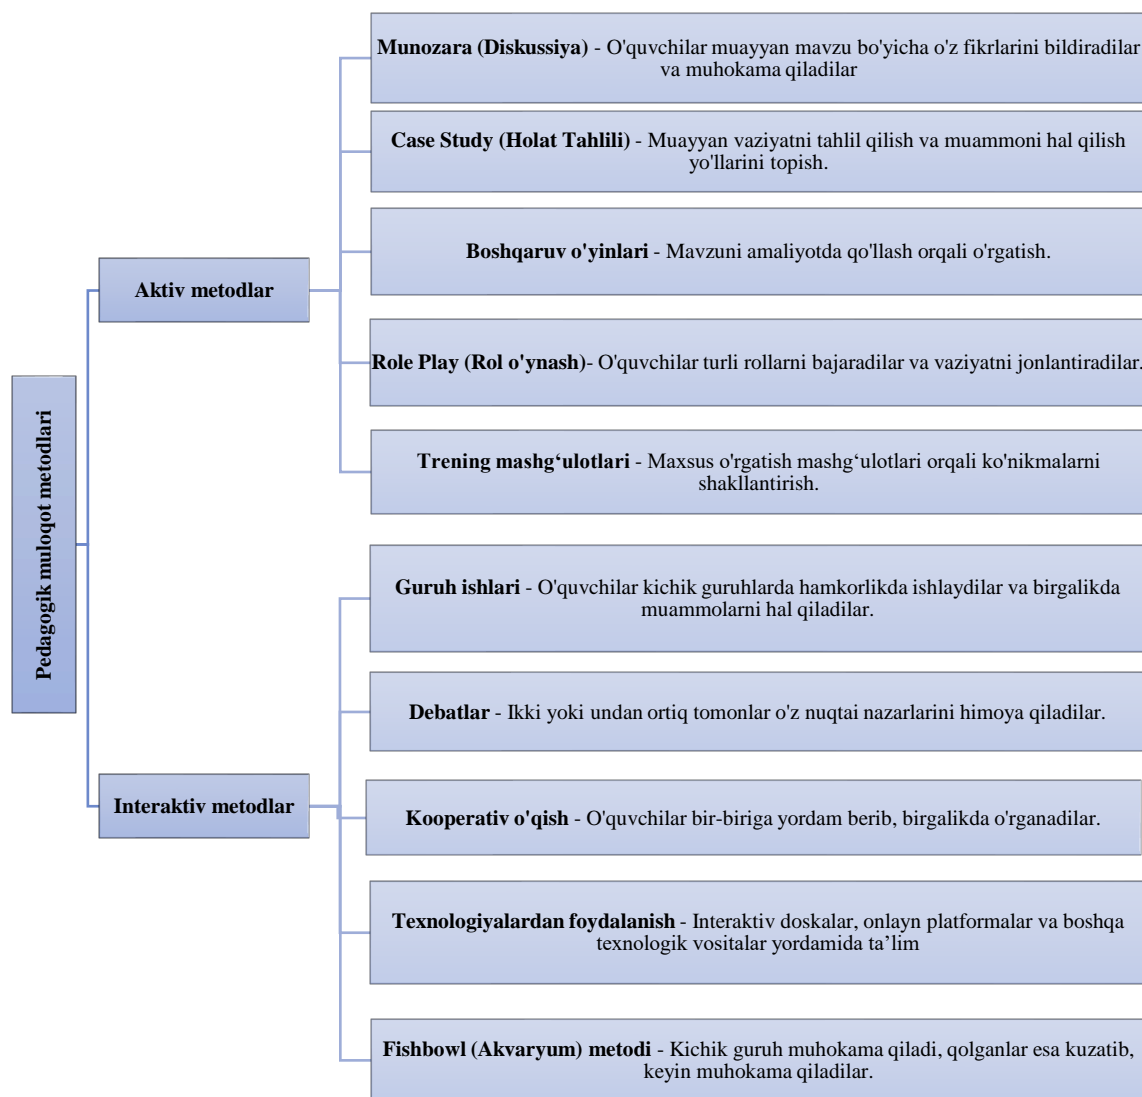 Pedagogik muloqot metodlari
Aktiv metodlar
Munozara (Diskussiya) - O'quvchilar muayyan mavzu bo'yicha o'z fikrlarini bildiradilar
va muhokama qiladilar
Case Study (Holat Tahlili) - Muayyan vaziyatni tahlil qilish va muammoni hal qilish
yo'llarini topish.
Boshqaruv o'yinlari - Mavzuni amaliyotda qo'llash orqali o'rgatish.
Role Play (Rol o'ynash)- O'quvchilar turli rollarni bajaradilar va vaziyatni jonlantiradilar.
Trening mashg‘ulotlari - Maxsus o'rgatish mashg‘ulotlari orqali ko'nikmalarni
shakllantirish.
Interaktiv metodlar
Guruh ishlari - O'quvchilar kichik guruhlarda hamkorlikda ishlaydilar va birgalikda
muammolarni hal qiladilar.
Debatlar - Ikki yoki undan ortiq tomonlar o'z nuqtai nazarlarini himoya qiladilar.
Kooperativ o'qish - O'quvchilar bir-biriga yordam berib, birgalikda o'rganadilar.
Texnologiyalardan foydalanish - Interaktiv doskalar, onlayn platformalar va boshqa
texnologik vositalar yordamida ta’lim
Fishbowl (Akvaryum) metodi - Kichik guruh muhokama qiladi, qolganlar esa kuzatib,
keyin muhokama qiladilar.